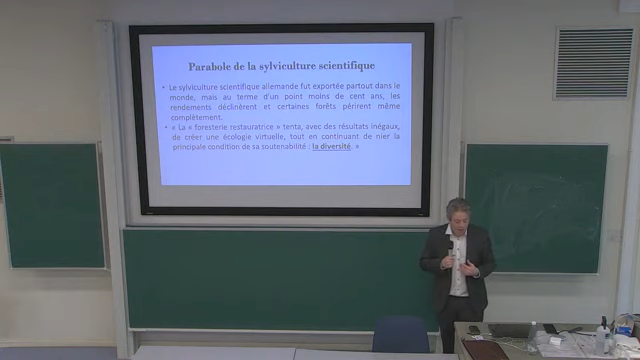 Parabole de la sylviculture scientifique
• Le sylviculture scientifique allemande fut exportée partout dans le
monde, mais au terme d'un point moins de cent ans, les
rendements déclinèrent et certaines forêts périrent même
complètement.
• « La « foresterie restauratrice » tenta, avec des résultats inégaux,
de créer une écologie virtuelle, tout en continuant de nier la
principale condition de sa soutenabilité : la diversité. »